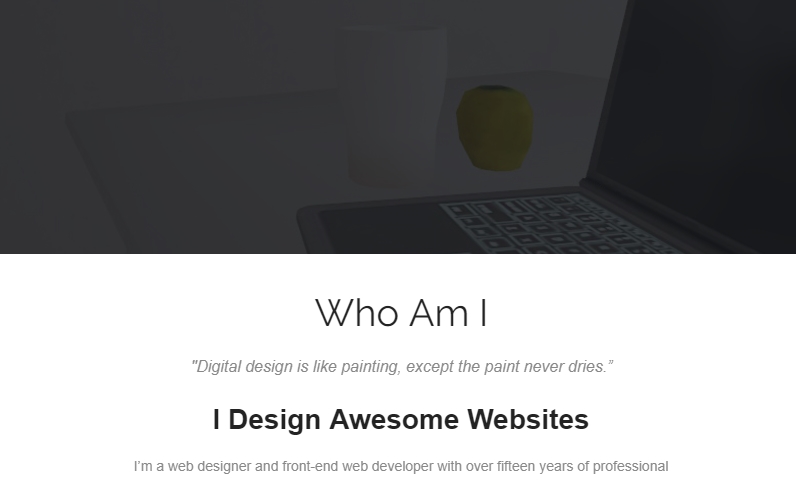 Who Am I
"Digital design is like painting, except the paint never dries.”
I Design Awesome Websites
I’m a web designer and front-end web developer with over fifteen years of professional